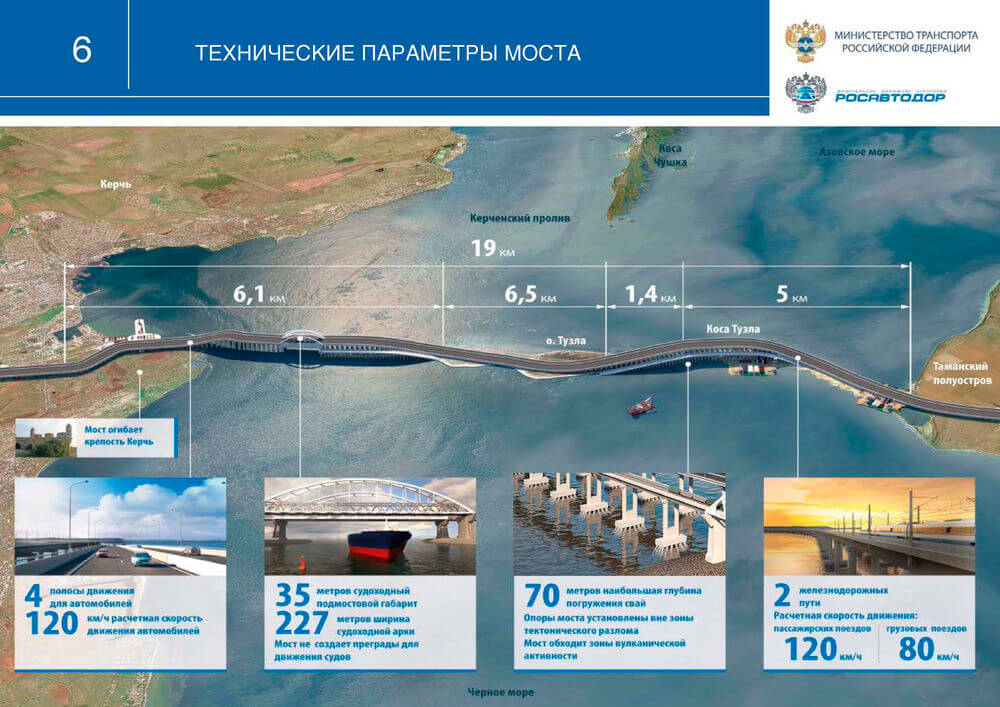 6
ТЕХНИЧЕСКИЕ ПАРАМЕТРЫ МОСТА
МИНИСТЕРСТВО ТРАНСПОРТА
РОССИЙСКОЙ ФЕДЕРАЦИИ
ФЕДЕРАЛЬНОЕ ДОРОЖНОЕ АГЕНТСТВО
РОСАВТОДОР
Коса
Чушка
Азовское море
Керчь
Керченский пролив
19 км
6,1 км
6,5 км
1,4 км
5 км
о. Тузла
Коса Тузла
Таманский
полуостров
Мост огибает
крепость Керчь
4 полосы движения
для автомобилей
120 км/ч расчетная скорость
движения автомобилей
35 метров судоходный
подмостовой габарит
227 метров ширина
судоходной арки
Мост не создает преграды для
движения судов
70 метров наибольшая глубина
погружения свай
Опоры моста установлены вне зоны
тектонического разлома
Мост обходит зоны вулканической
активности
2 железнодорожных
пути
Расчетная скорость движения:
пассажирских поездов
120 км/ч
грузовых поездов
80 км/ч
Черное море